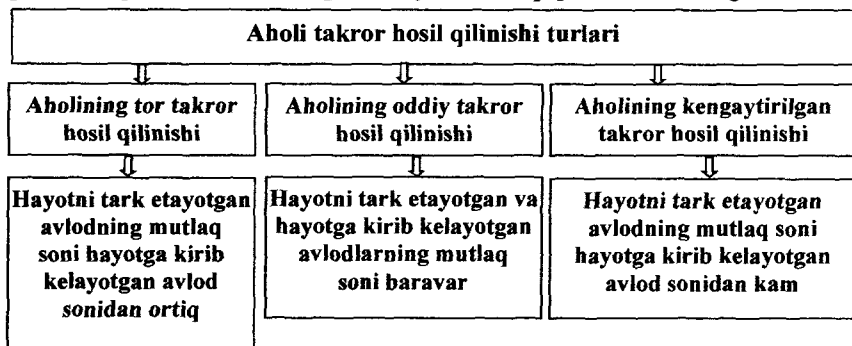 Aholi takror hosil qilinishi turlari
Aholining tor takror
hosil qilinishi
Aholining oddiy takror
hosil qilinishi
Aholining kengaytirilgan
takror hosil qilinishi
Hayotni tark etayotgan
avlodning mutlaq
soni hayotga kirib
kelayotgan avlod
sonidan ortiq
Hayotni tark etayotgan va
hayotga kirib kelayotgan
avlodlarning mutlaq
soni baravar
Hayotni tark etayotgan
avlodning mutlaq soni
hayotga kirib kelayotgan
avlod sonidan kam